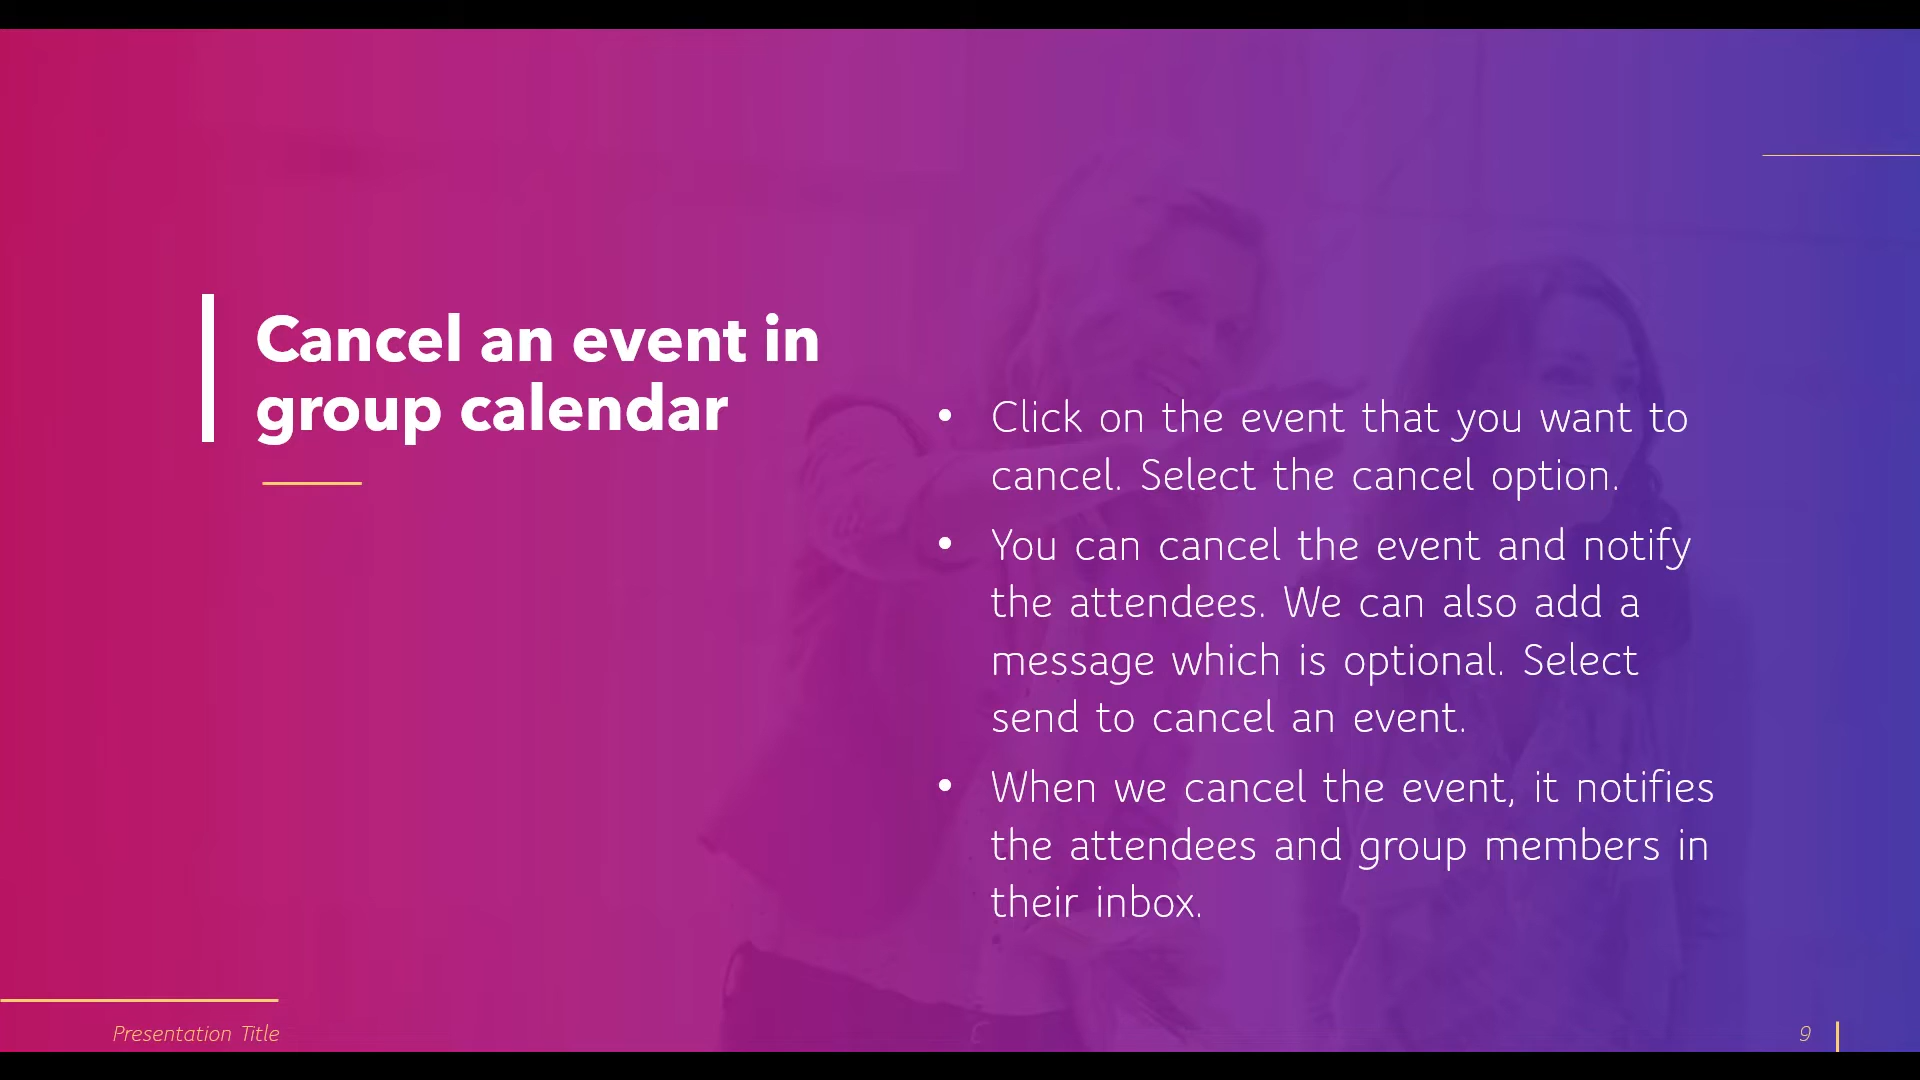 Cancel an event in
group calendar
• Click on the event that you want to
cancel. Select the cancel option.
• You can cancel the event and notify
the attendees. We can also add a
message which is optional. Select
send to cancel an event.
• When we cancel the event, it notifies
the attendees and group members in
their inbox.
Presentation Title
9